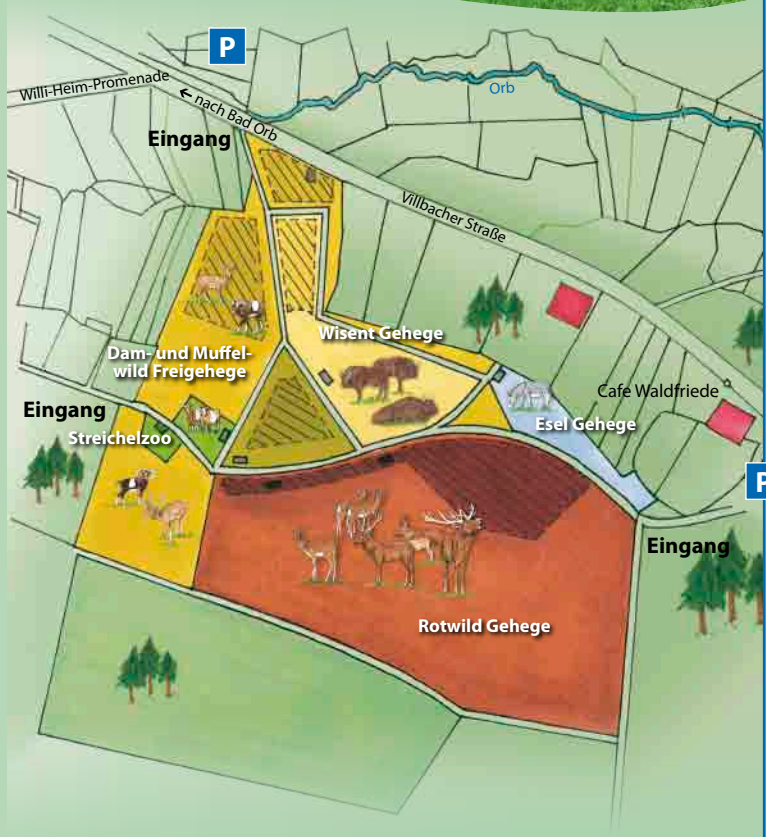 P
Willi-Heim-Promenade
← nach Bad Orb
Orb
Eingang
Villbacher Straße
Wisent Gehege
Dam- und Muffel-
wild Freigehege
Cafe Waldfriede
Eingang
Streichelzoo
Esel Gehege
P
Eingang
Rotwild Gehege